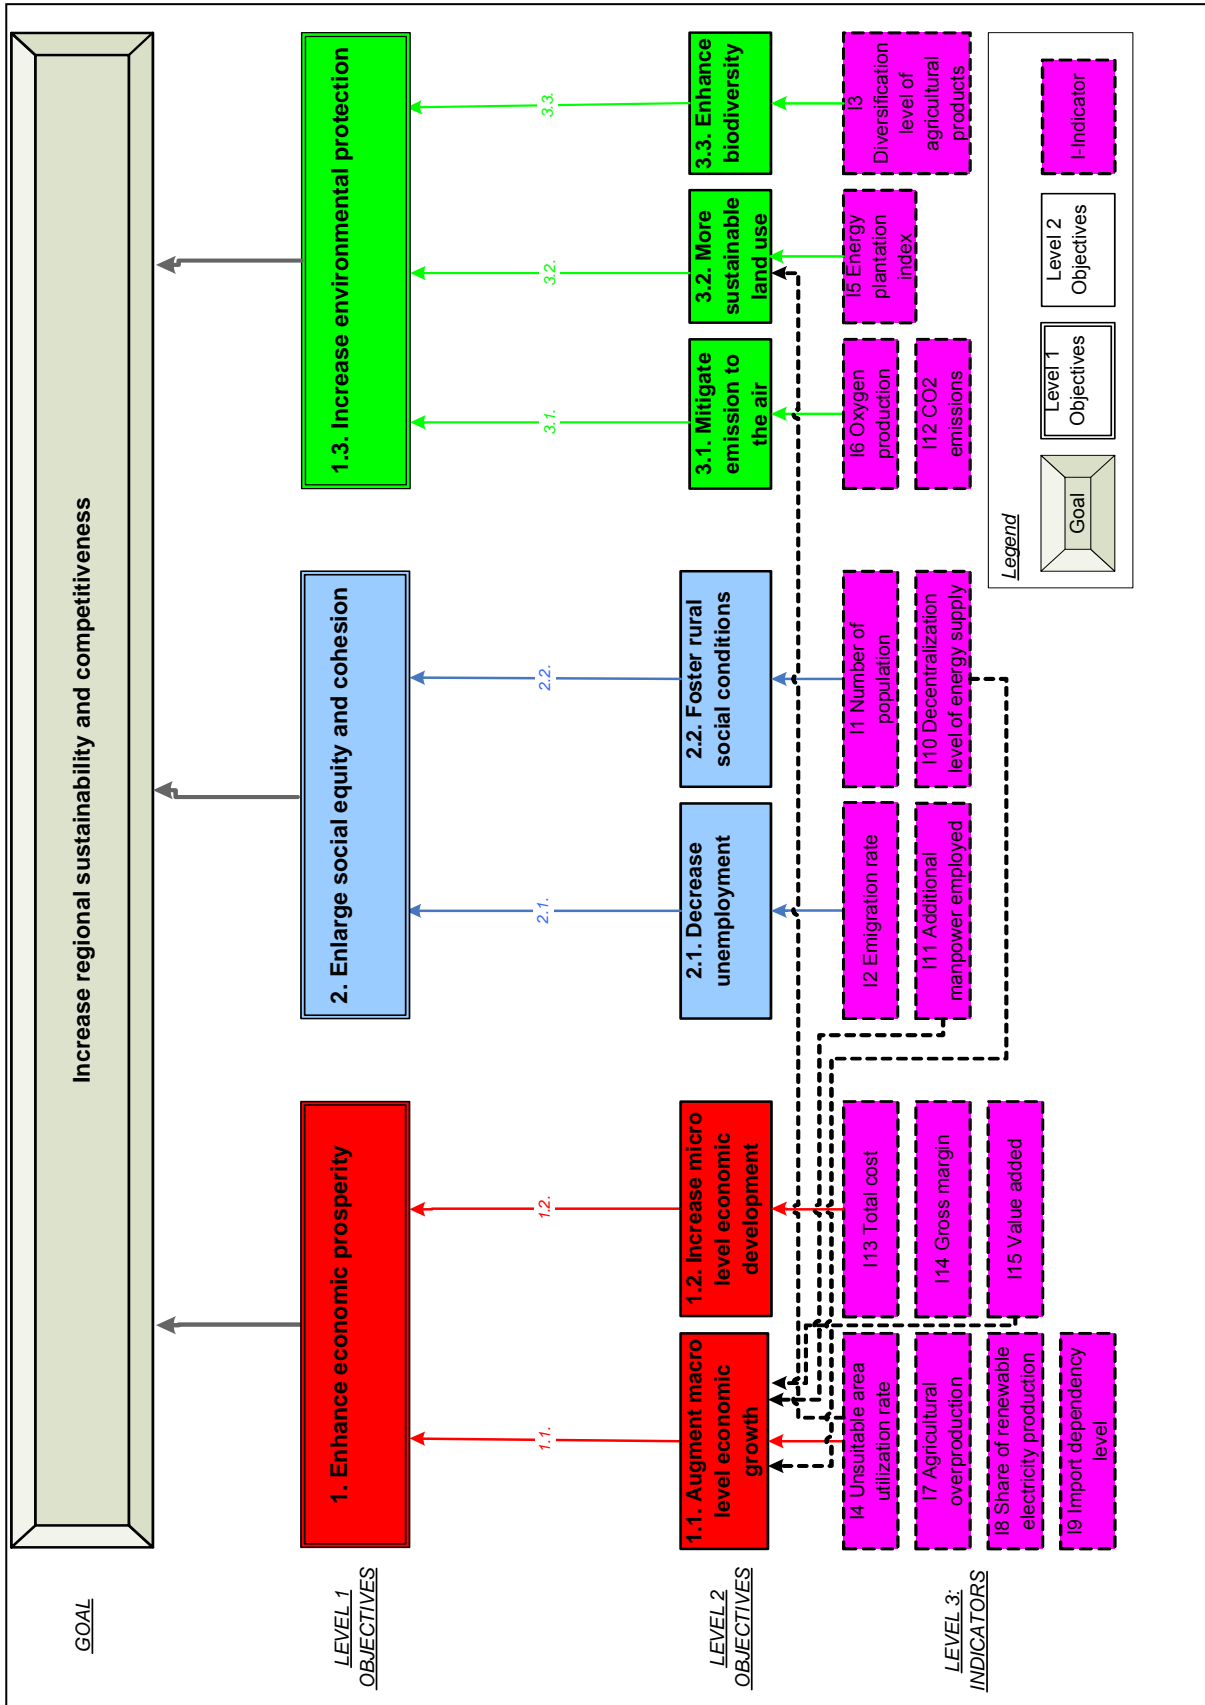 GOAL
Increase regional sustainability and competitiveness
LEVEL 1
OBJECTIVES
1. Enhance economic prosperity
2. Enlarge social equity and cohesion
1.3. Increase environmental protection
1.1.
1.2.
2.1.
2.2.
3.1.
3.2.
3.3.
LEVEL 2
OBJECTIVES
1.1. Augment macro
level economic
growth
1.2. Increase micro
level economic
development
2.1. Decrease
unemployment
2.2. Foster rural
social conditions
3.1. Mitigate
emission to
the air
3.2. More
sustainable
land use
3.3. Enhance
biodiversity
LEVEL 3:
INDICATORS
I4 Unsuitable area
utilization rate
I7 Agricultural
overproduction
I8 Share of renewable
electricity production
I9 Import dependency
level
I13 Total cost
I14 Gross margin
I15 Value added
I2 Emigration rate
I11 Additional
manpower employed
I1 Number of
population
I10 Decentralization
level of energy supply
I6 Oxygen
production
I12 CO2
emissions
I5 Energy
plantation
index
I3
Diversification
level of
agricultural
products
Legend
Goal
Level 1
Objectives
Level 2
Objectives
I-Indicator